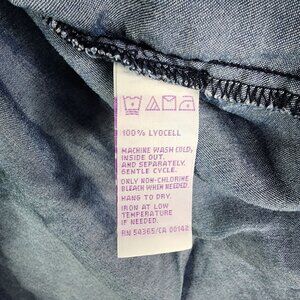 100% LYOCELL
MACHINE WASH COLD,
INSIDE OUT,
AND SEPARATELY.
GENTLE CYCLE.
ONLY NON-CHLORINE
BLEACH WHEN NEEDED.
HANG TO DRY.
IRON AT LOW
TEMPERATURE
IF NEEDED.
RN 54365/CA 00142